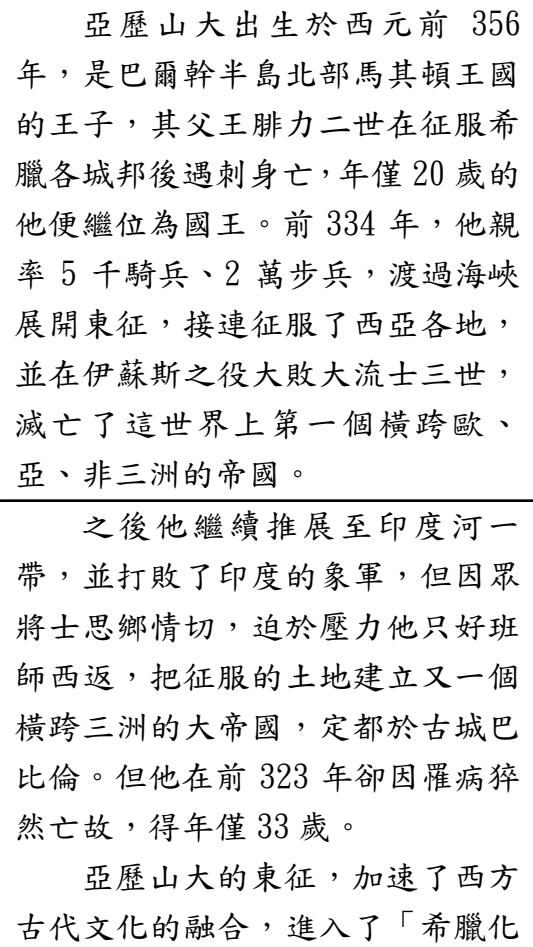 亞歷山大出生於西元前 356
年，是巴爾幹半島北部馬其頓王國
的王子，其父王腓力二世在征服希
臘各城邦後遇刺身亡，年僅 20 歲的
他便繼位為國王。前 334 年，他親
率 5 千騎兵、2 萬步兵，渡過海峽
展開東征，接連征服了西亞各地，
並在伊蘇斯之役大敗大流士三世，
滅亡了這世界上第一個橫跨歐、
亞、非三洲的帝國。
之後他繼續推展至印度河一
帶，並打敗了印度的象軍，但因眾
將士思鄉情切，迫於壓力他只好班
師西返，把征服的土地建立又一個
橫跨三洲的大帝國，定都於古城巴
比倫。但他在前 323 年卻因罹病猝
然亡故，得年僅 33 歲。
亞歷山大的東征，加速了西方
古代文化的融合，進入了「希臘化